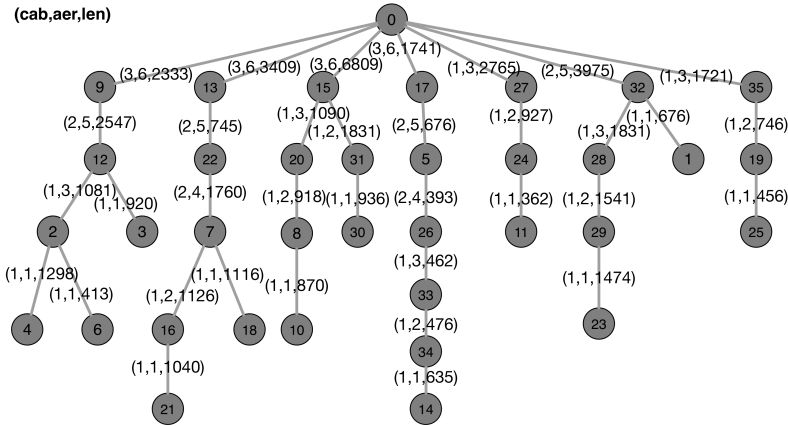 (cab,aer,len)
0
(3,6,2333) (3,6,3409) (3,6,6809) (3,6,1741) (1,3,2765) (2,5,3975) (1,3,1721)
9 13 15 17 27 32 35
(2,5,2547) (2,5,745) (1,3,1090) (1,2,1831) (2,5,676) (1,2,927) (1,3,1831) (1,1,676) (1,2,746)
12 22 20 31 5 24 28 1 19
(1,3,1081) (1,1,920) (2,4,1760) (1,2,918) (1,1,936) (2,4,393) (1,1,362) (1,2,1541) (1,1,456)
2 3 7 8 30 26 11 29 25
(1,1,1298) (1,1,413) (1,2,1126) (1,1,1116) (1,1,870) (1,3,462) (1,1,1474)
33
4 6 16 18 10 (1,2,476) 23
34
(1,1,1040) (1,1,635)
21 14